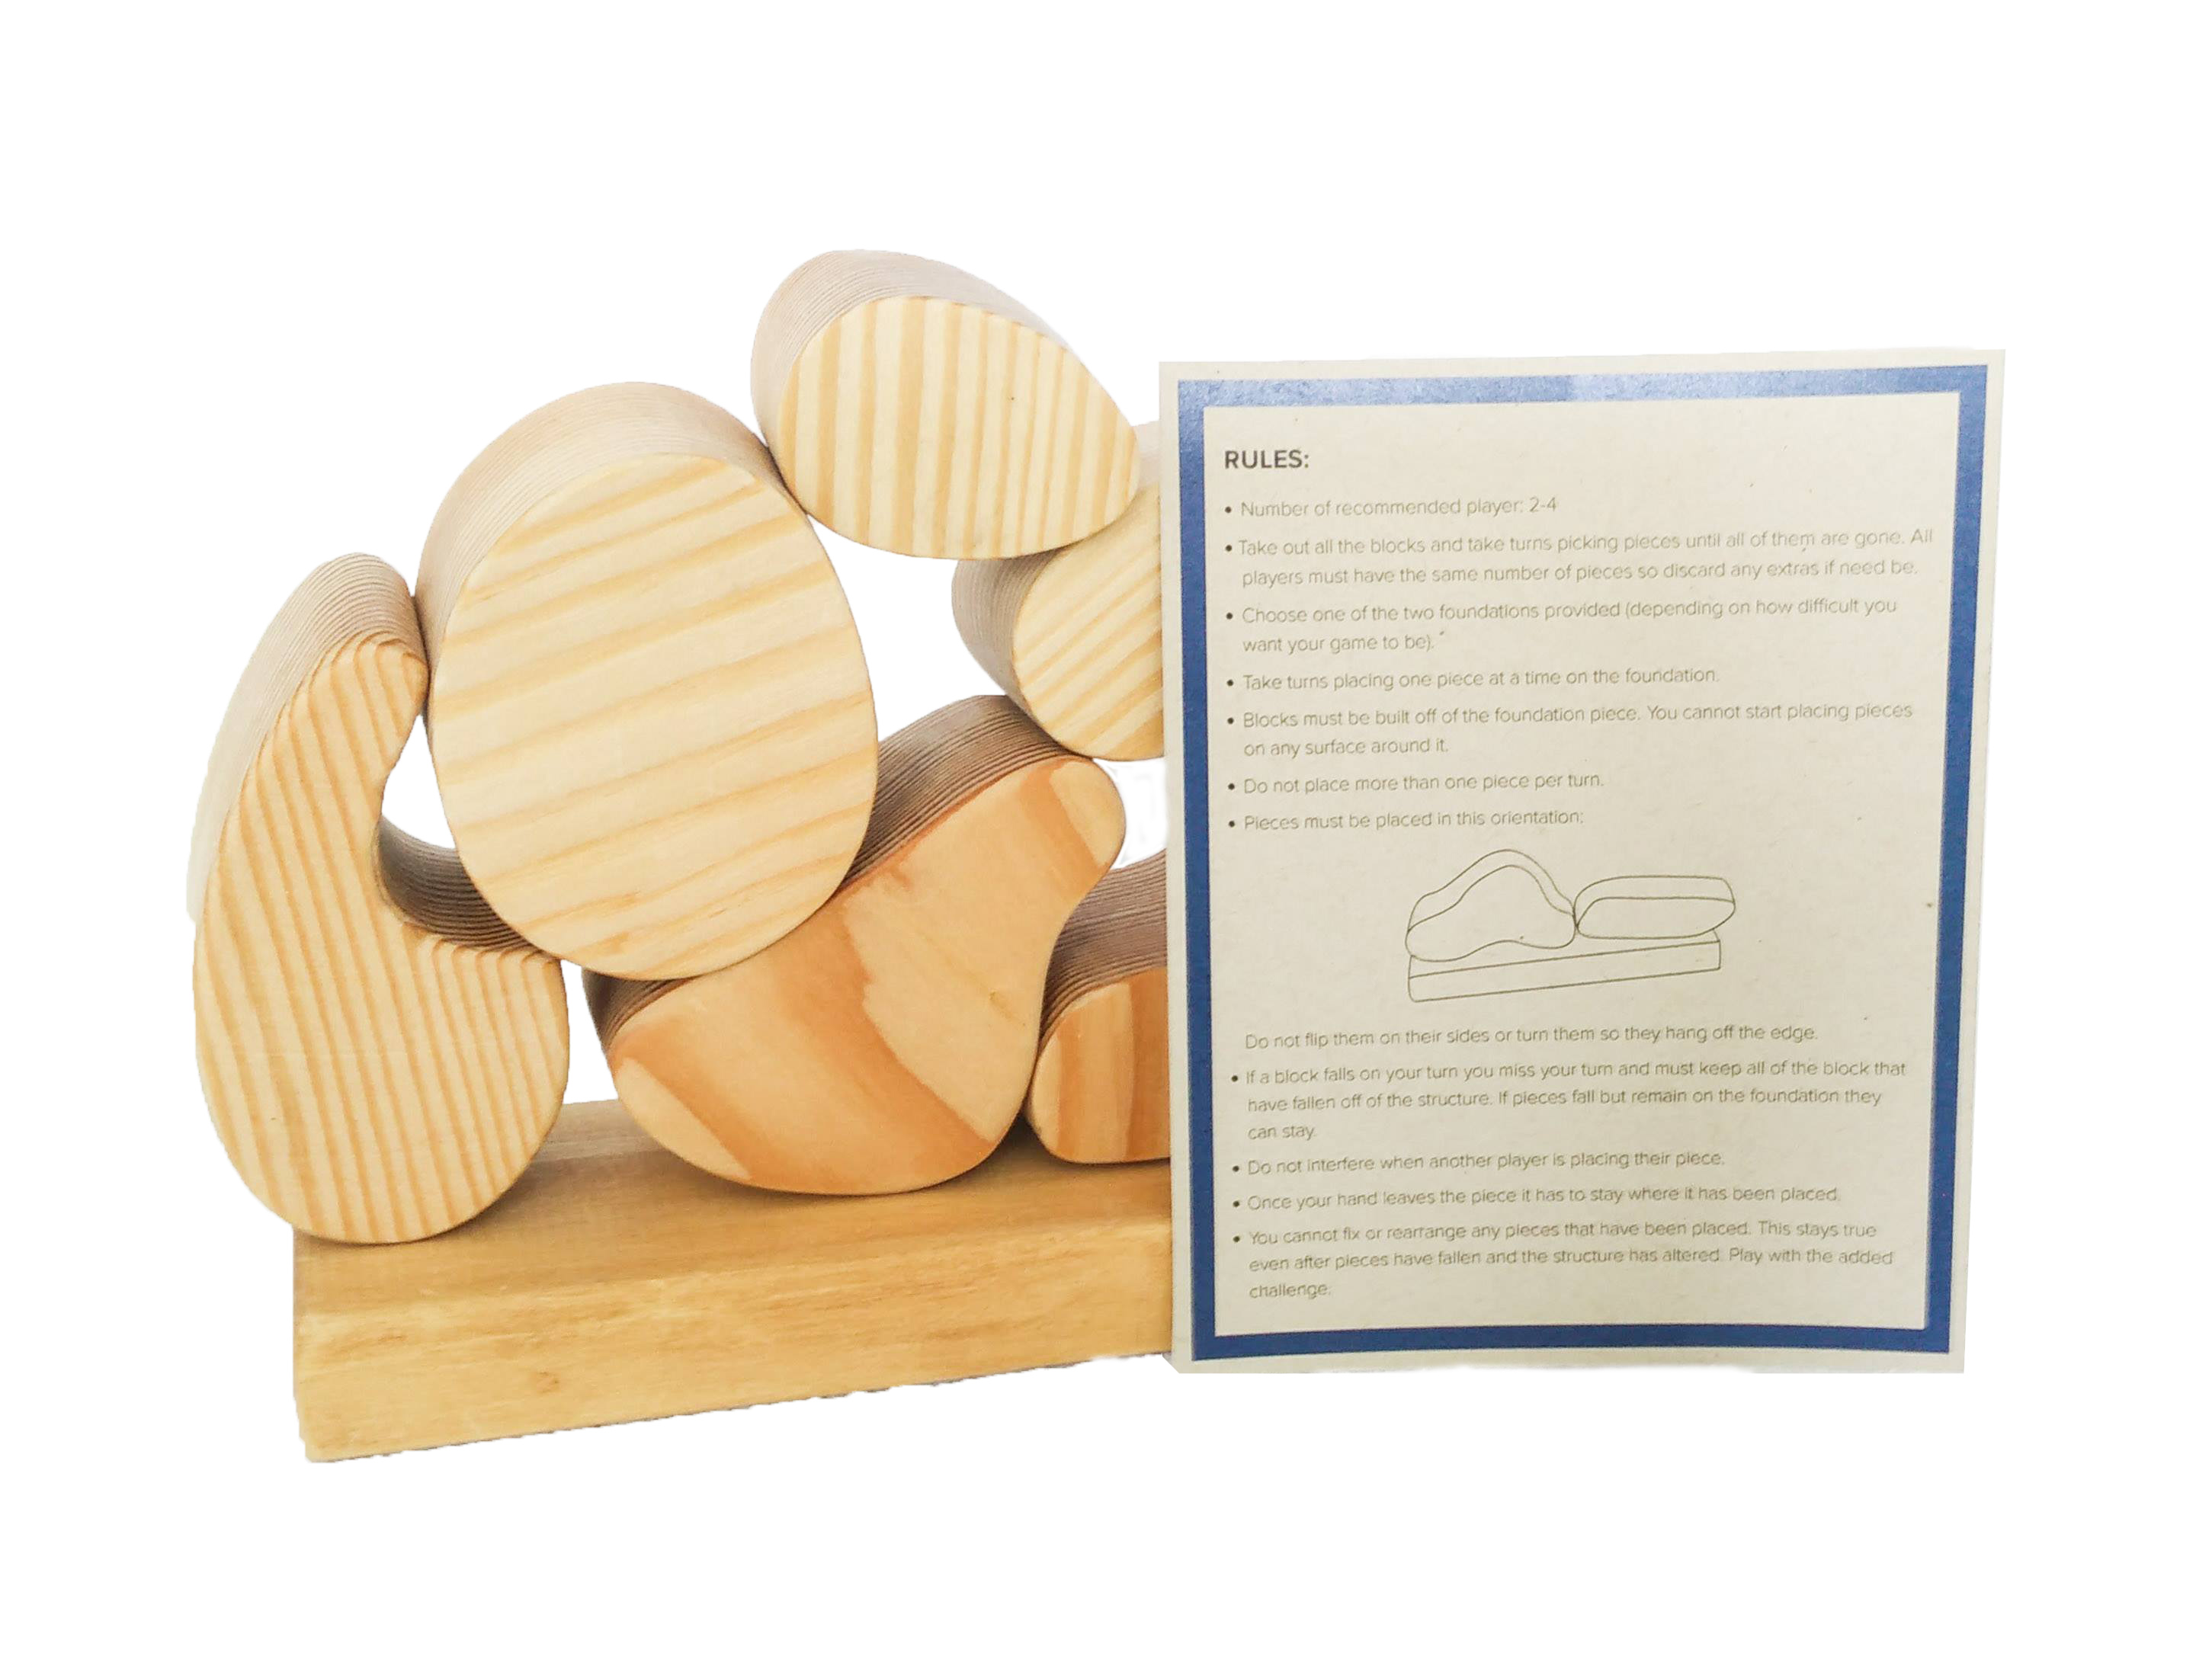 RULES:
• Number of recommended player: 2-4
• Take out all the blocks and take turns picking pieces until all of them are gone. All
players must have the same number of pieces so discard any extras if need be.
• Choose one of the two foundations provided (depending on how difficult you
want your game to be).
• Take turns placing one piece at a time on the foundation.
• Blocks must be built off of the foundation piece. You cannot start placing pieces
on any surface around it.
• Do not place more than one piece per turn.
• Pieces must be placed in this orientation:
Do not flip them on their sides or turn them so they hang off the edge.
• If a block falls on your turn you miss your turn and must keep all of the block that
have fallen off of the structure. If pieces fall but remain on the foundation they
can stay.
• Do not interfere when another player is placing their piece.
• Once your hand leaves the piece it has to stay where it has been placed.
• You cannot fix or rearrange any pieces that have been placed. This stays true
even after pieces have fallen and the structure has altered. Play with the added
challenge.